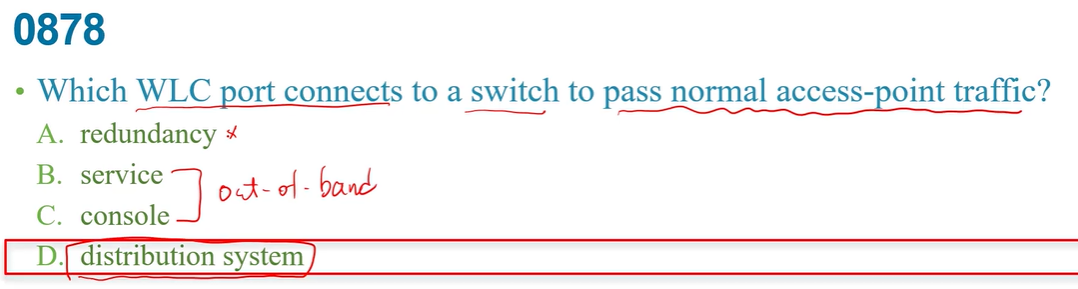 0878
• Which WLC port connects to a switch to pass normal access-point traffic?
A. redundancy ×
B. service
out-of-band
C. console
D. distribution system